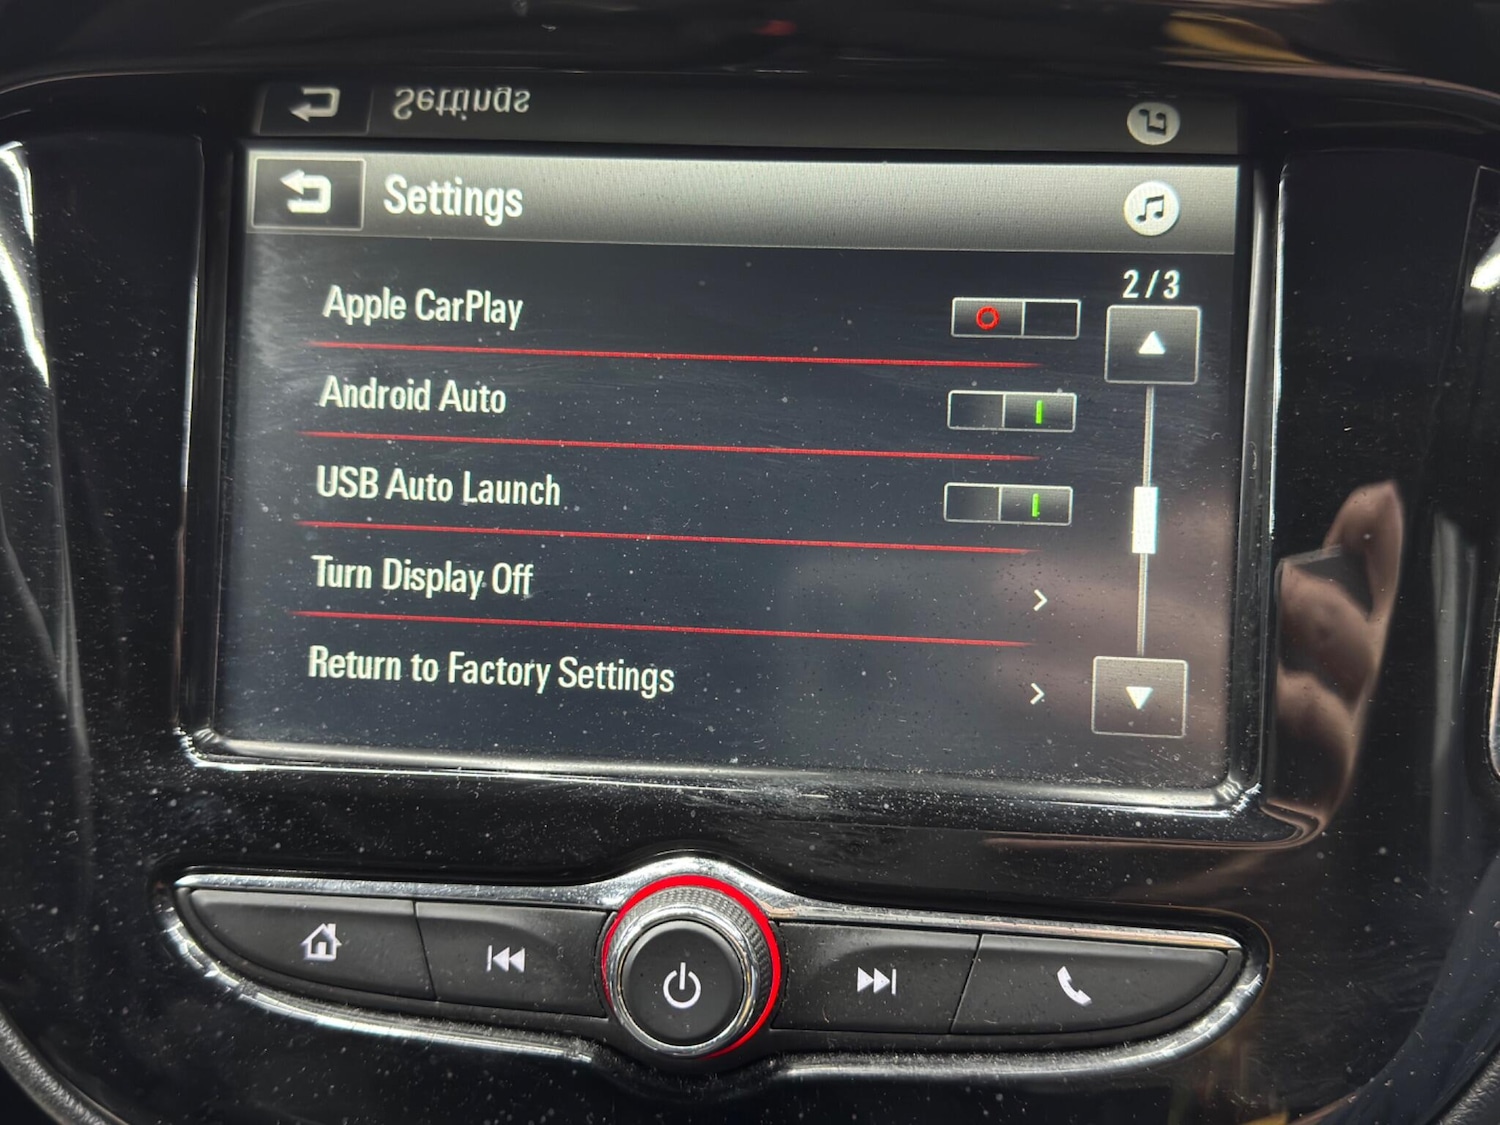 Settings
Settings
2/3
Apple CarPlay
Android Auto
USB Auto Launch
Turn Display Off
Return to Factory Settings